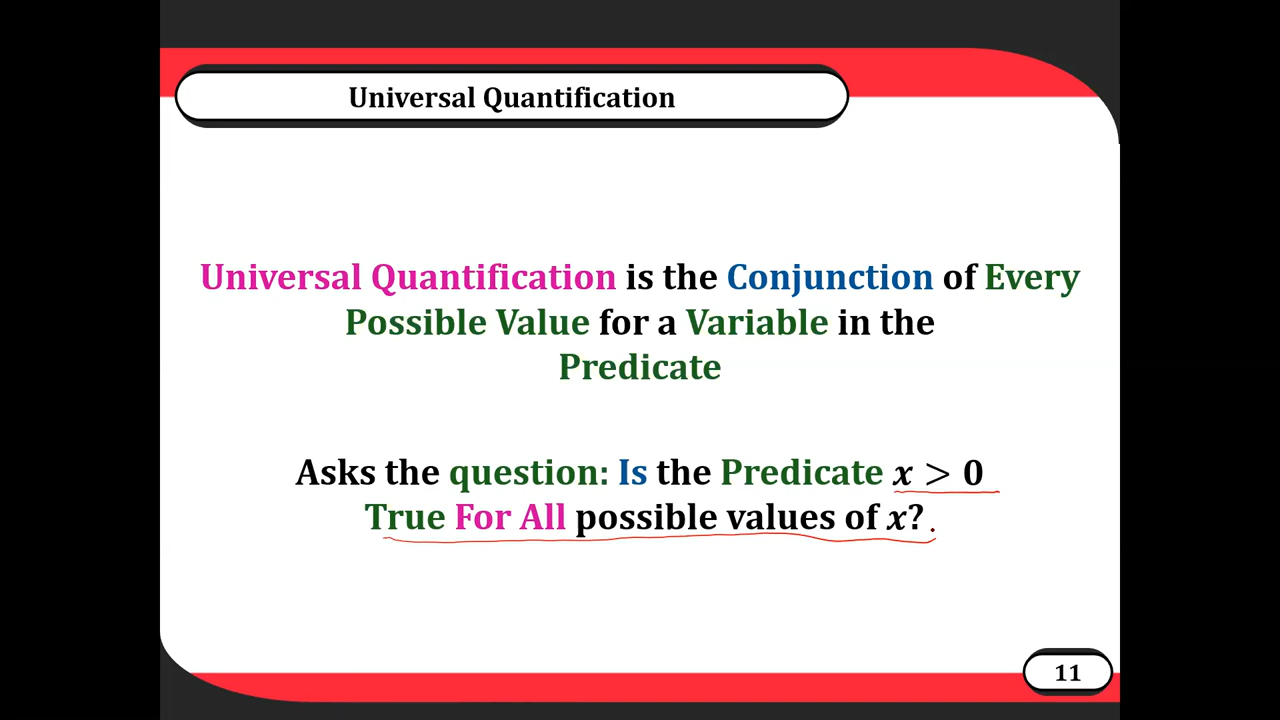 Universal Quantification
Universal Quantification is the Conjunction of Every
Possible Value for a Variable in the
Predicate
Asks the question: Is the Predicate x > 0
True For All possible values of x?
11